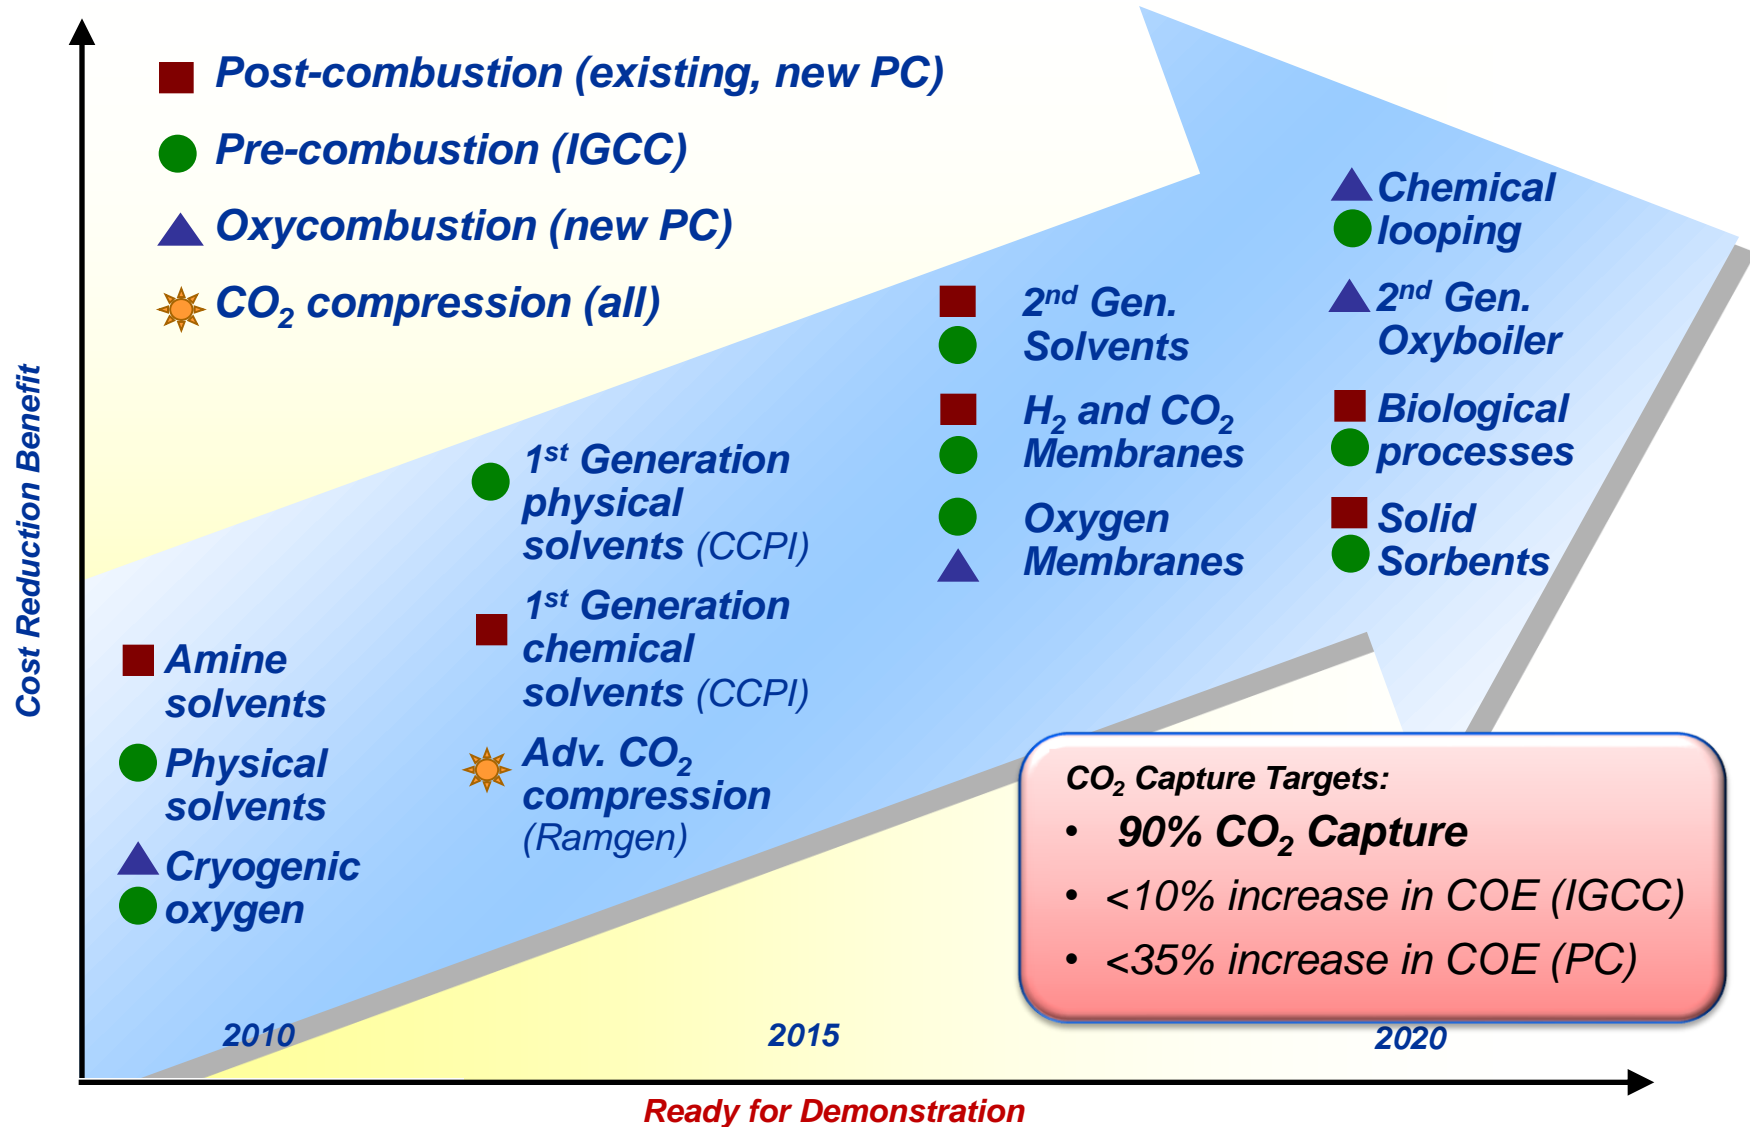 Post-combustion (existing, new PC)
Pre-combustion (IGCC)
Oxycombustion (new PC)
CO2 compression (all)
Cost Reduction Benefit
Amine
solvents
Physical
solvents
Cryogenic
oxygen
1st Generation
physical
solvents (CCPI)
1st Generation
chemical
solvents (CCPI)
Adv. CO2
compression
(Ramgen)
2nd Gen.
Solvents
H2 and CO2
Membranes
Oxygen
Membranes
Chemical
looping
2nd Gen.
Oxyboiler
Biological
processes
Solid
Sorbents
CO2 Capture Targets:
• 90% CO2 Capture
• <10% increase in COE (IGCC)
• <35% increase in COE (PC)
2010
2015
2020
Ready for Demonstration